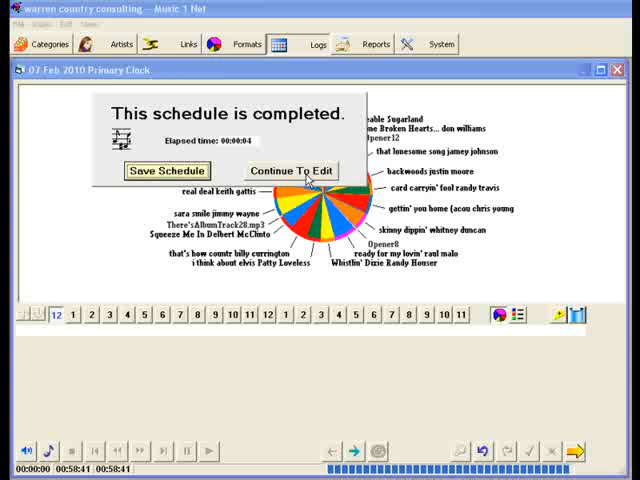 warren country consulting -- Music 1 Net
File Goto Edit
Categories Artists Links Formats Logs Reports System
07 Feb 2010 Primary Clock
This schedule is completed.
Elapsed time: 00:00:04
Save Schedule Continue To Edit
eable Sugarland
me Broken Hearts... don williams
Opener12
that lonesome song jamey johnson
backwoods justin moore
card carryin' fool randy travis
gettin' you home (acou chris young
skinny dippin' whitney duncan
Opener8
ready for my lovin' raul malo
Whistlin' Dixie Randy Houser
i think about elvis Patty Loveless
that's how countr billy currington
Squeeze Me In Delbert McClinto
There'sAlbumTrack28.mp3
sara smile jimmy wayne
real deal keith gattis
12 1 2 3 4 5 6 7 8 9 10 11 12 1 2 3 4 5 6 7 8 9 10 11
00:00:00 00:58:41 00:58:41